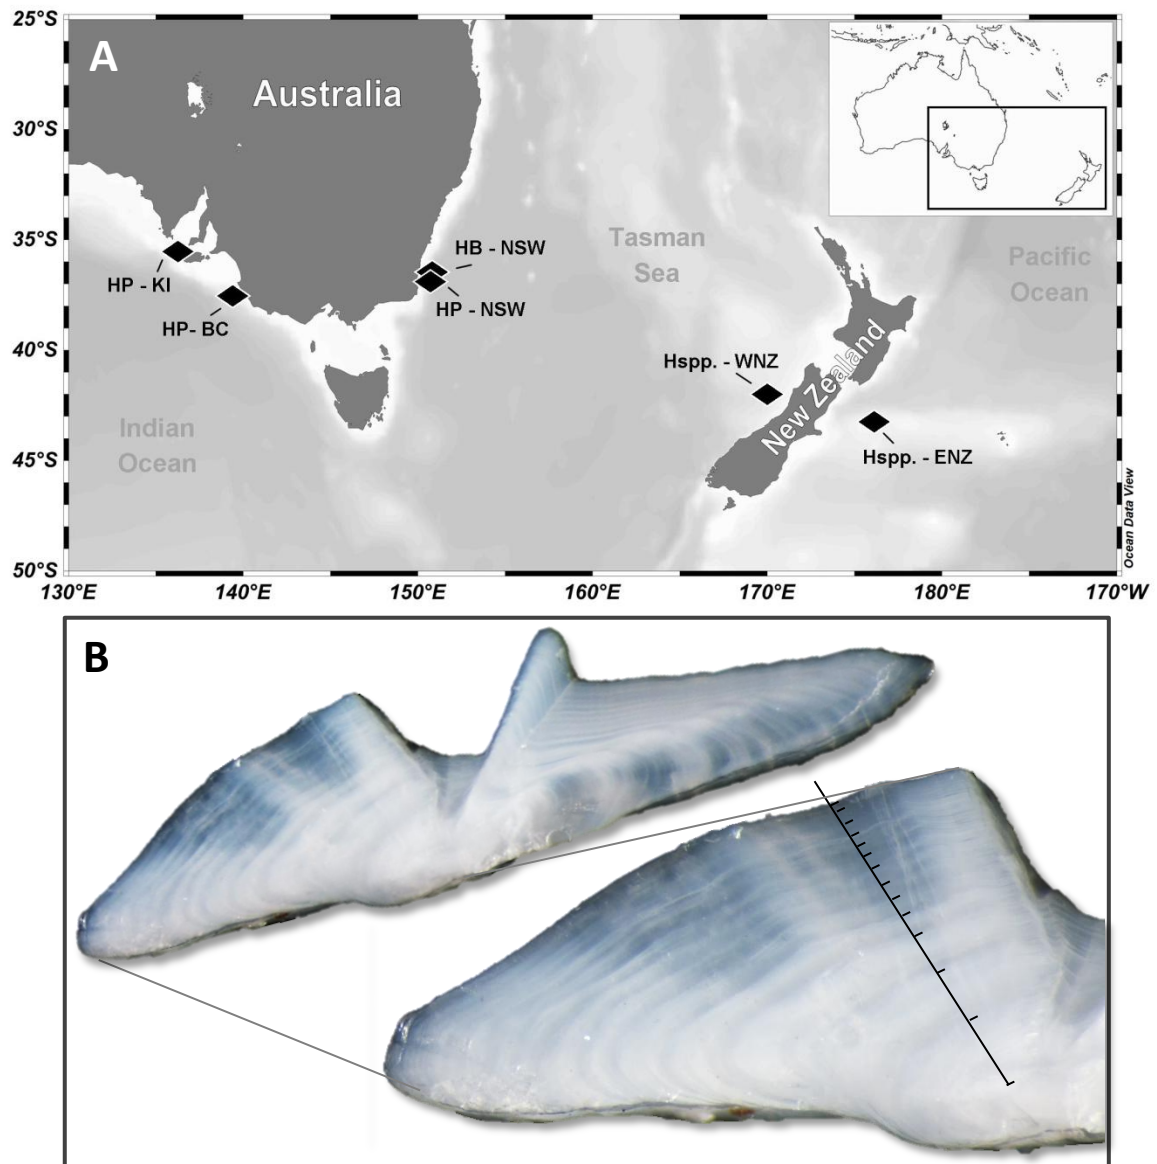 25°S
A
Australia
30°S
35°S
HB - NSW
Tasman
Sea
Pacific
Ocean
HP - KI
HP - NSW
HP- BC
40°S
Hspp. - WNZ
New Zealand
Indian
Ocean
45°S
Hspp. - ENZ
Ocean Data View
50°S
130°E 140°E 150°E 160°E 170°E 180°E 170°W
B